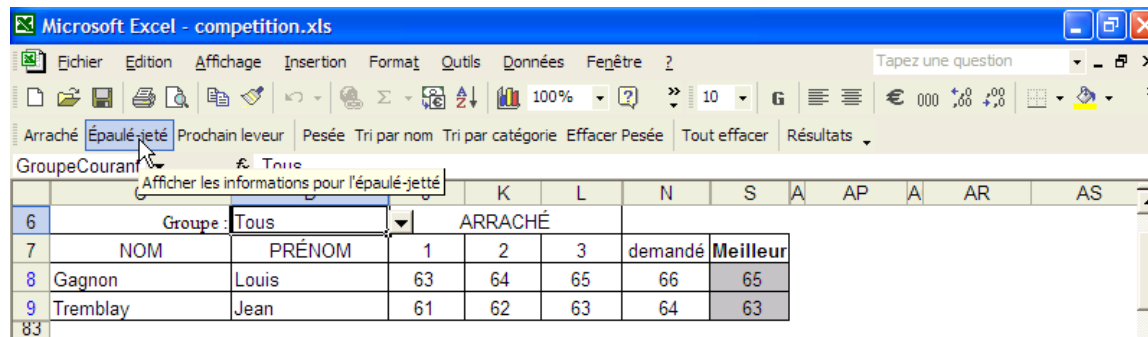 Microsoft Excel - competition.xls
Fichier Edition Affichage Insertion Format Outils Données Fenêtre ? Tapez une question
100% 10 G € 000
Arraché Épaulé-jeté Prochain leveur Pesée Tri par nom Tri par catégorie Effacer Pesée Tout effacer Résultats
GroupeCourant Tous
Afficher les informations pour l'épaulé-jetté
K L N S A AP A AR AS
6 Groupe : Tous ARRACHÉ
7 NOM PRÉNOM 1 2 3 demandé Meilleur
8 Gagnon Louis 63 64 65 66 65
9 Tremblay Jean 61 62 63 64 63
83